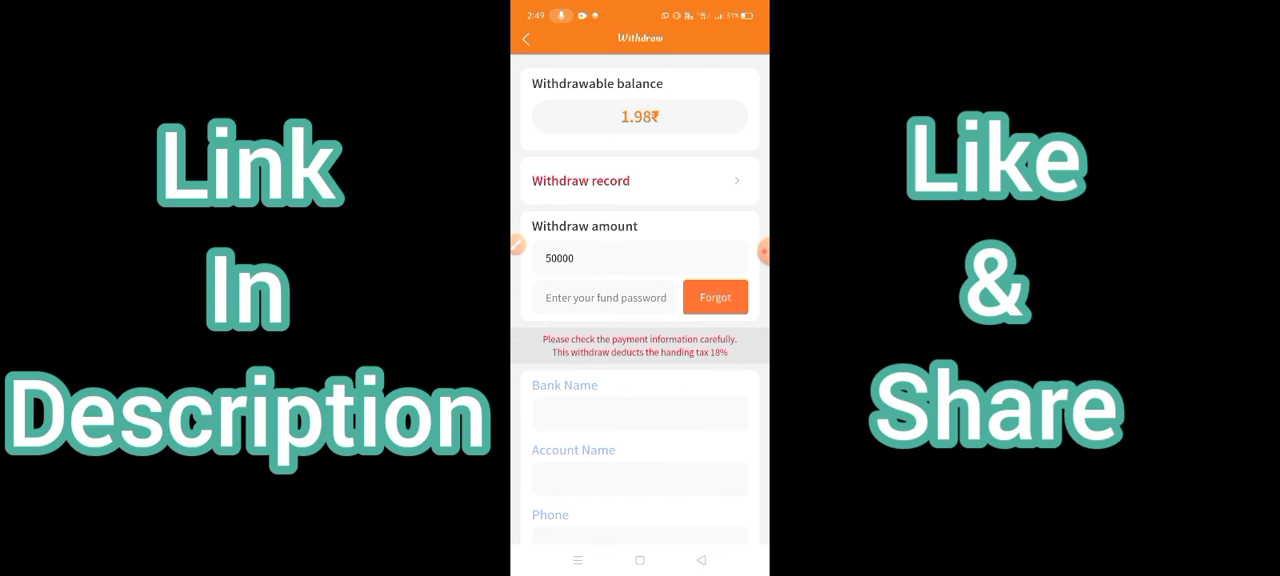 Link
In
Description
2:49
31%
Withdraw
Withdrawable balance
1.98₹
Withdraw record
Withdraw amount
50000
Enter your fund password
Forgot
Please check the payment information carefully.
This withdraw deducts the handing tax 18%
Bank Name
Account Name
Phone
Like
&
Share